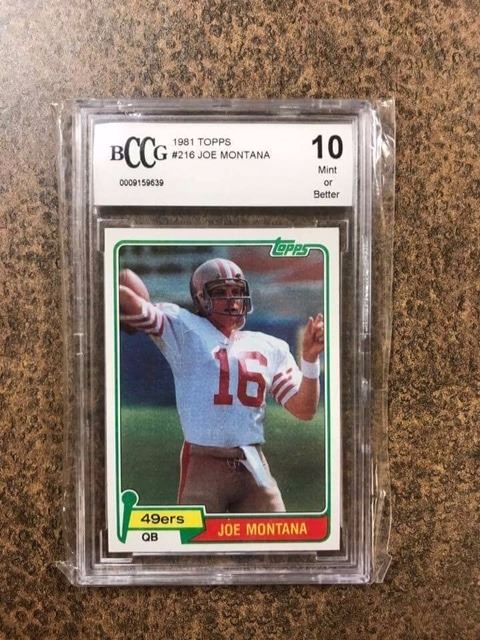 BCCG
1981 TOPPS
#216 JOE MONTANA
0009159639
10
Mint
or
Better
topps
16
49ers
QB
JOE MONTANA